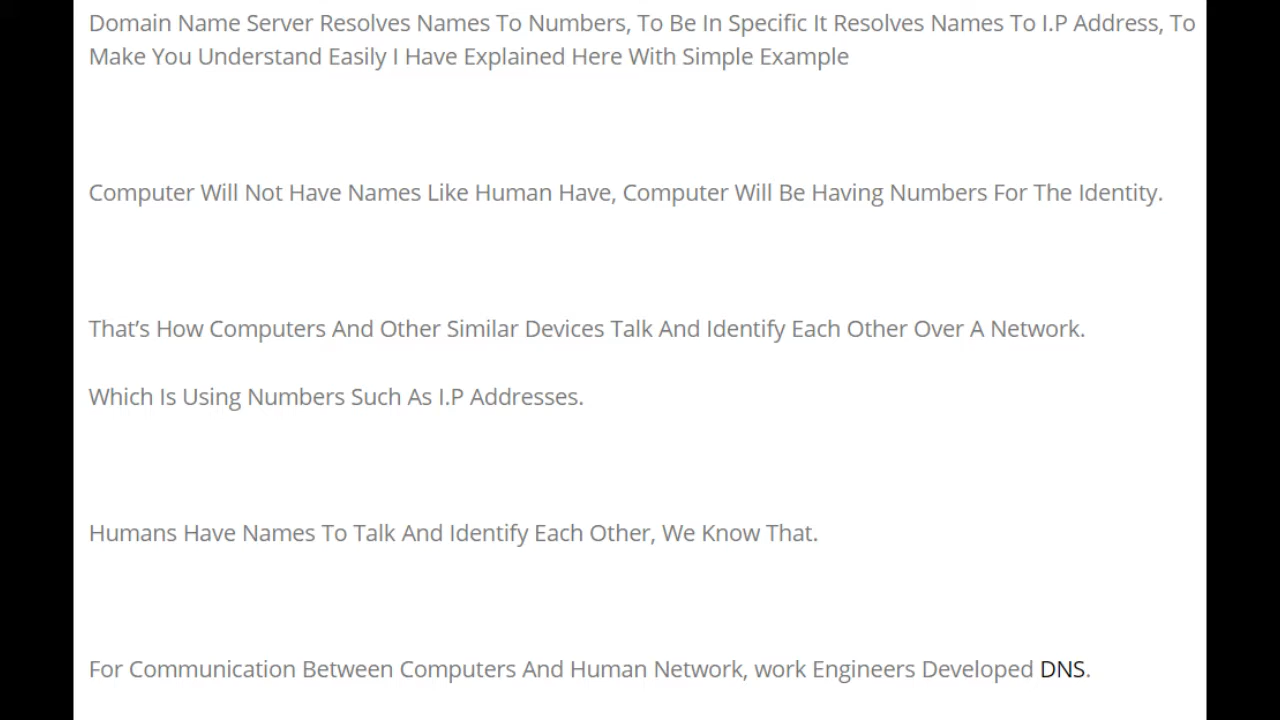 Domain Name Server Resolves Names To Numbers, To Be In Specific It Resolves Names To I.P Address, To
Make You Understand Easily I Have Explained Here With Simple Example
Computer Will Not Have Names Like Human Have, Computer Will Be Having Numbers For The Identity.
That’s How Computers And Other Similar Devices Talk And Identify Each Other Over A Network.
Which Is Using Numbers Such As I.P Addresses.
Humans Have Names To Talk And Identify Each Other, We Know That.
For Communication Between Computers And Human Network, work Engineers Developed DNS.